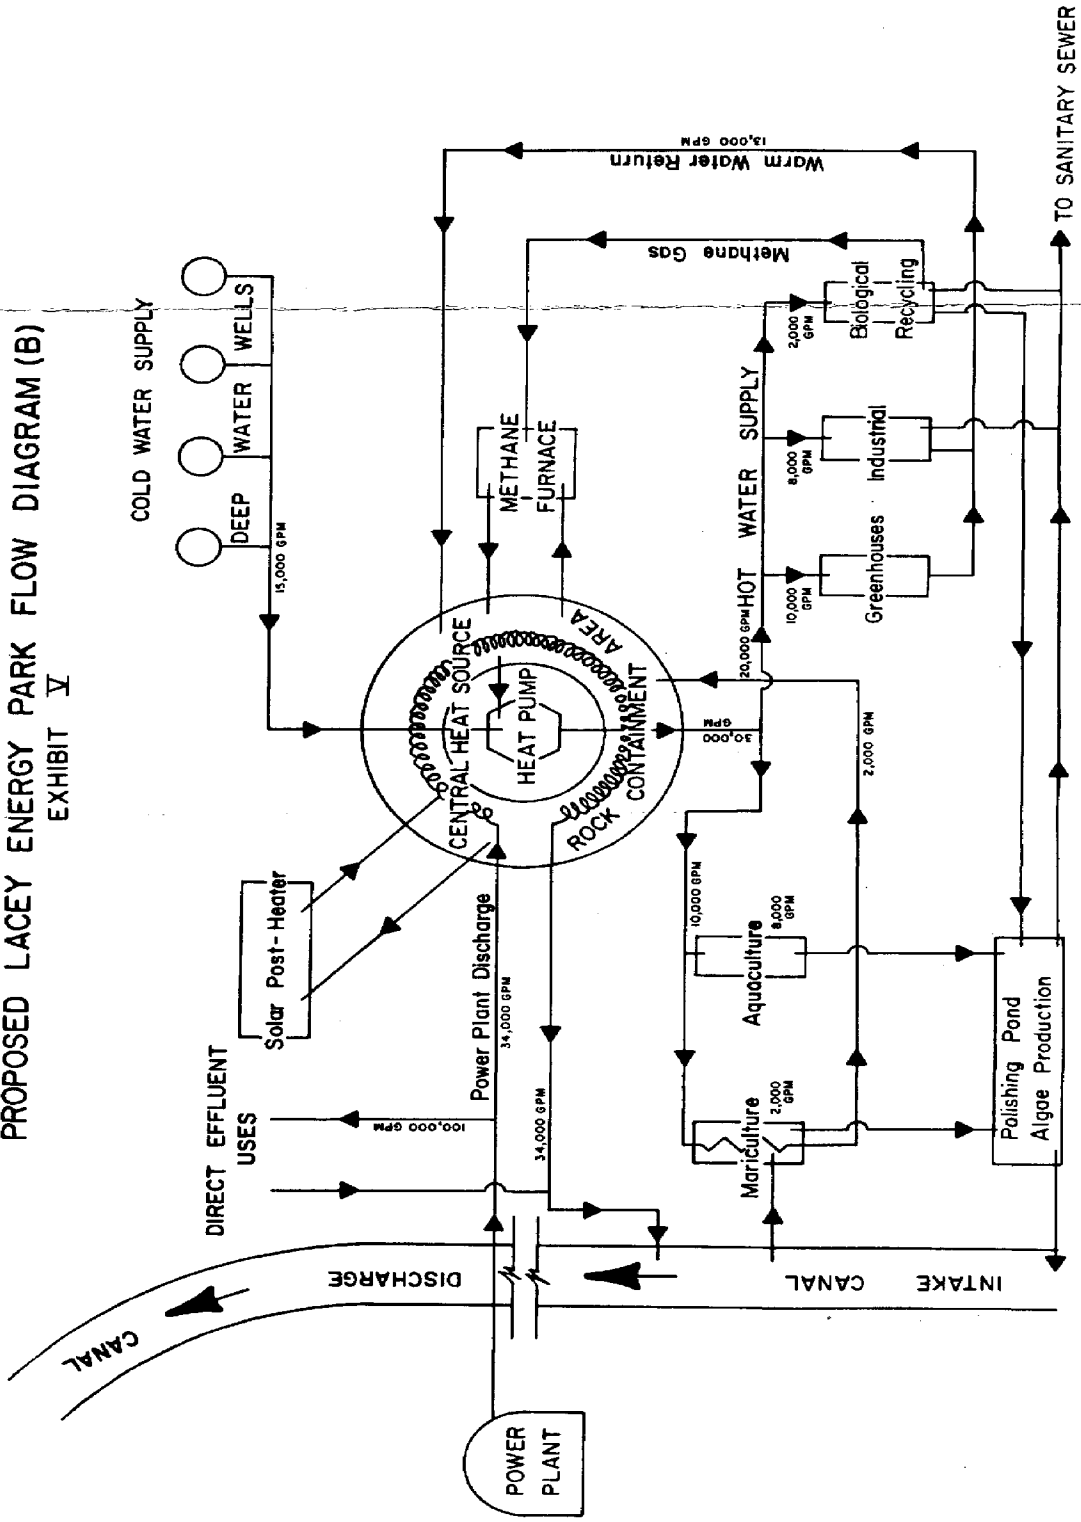 PROPOSED LACEY ENERGY PARK FLOW DIAGRAM (B)
EXHIBIT V
COLD WATER SUPPLY
DEEP WATER WELLS
15,000 GPM
Solar Post-Heater
DIRECT EFFLUENT
USES
100,000 GPM
Power Plant Discharge
34,000 GPM
34,000 GPM
CENTRAL HEAT SOURCE
HEAT PUMP
ROCK CONTAINMENT AREA
METHANE
FURNACE
Methane Gas
Warm Water Return
13,000 GPM
30,000
GPM
20,000 GPM
HOT WATER SUPPLY
10,000
GPM
8,000
GPM
2,000
GPM
Greenhouses
Industrial
Biological
Recycling
10,000 GPM
2,000 GPM
Aquaculture
8,000
GPM
Mariculture
2,000
GPM
Polishing Pond
Algae Production
TO SANITARY SEWER
POWER
PLANT
DISCHARGE
CANAL
INTAKE CANAL